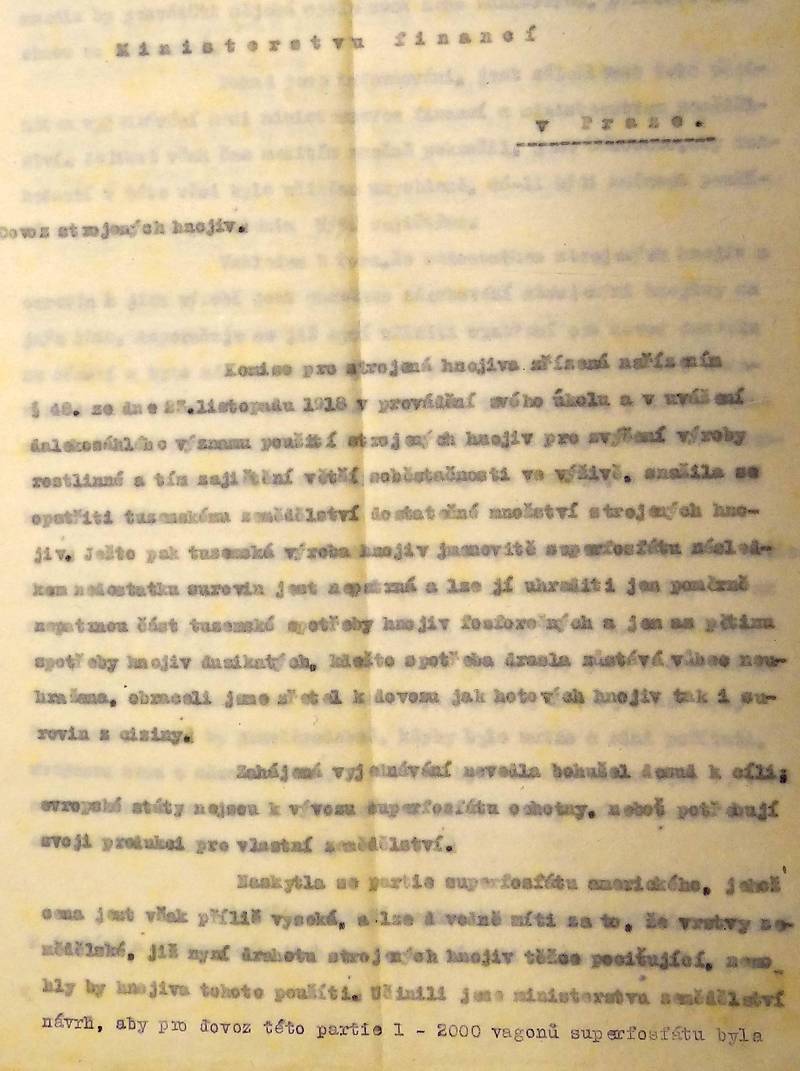 Ministerstvu financí
v Praze.
Dovoz strojených hnojiv.
Komise pro strojená hnojiva zřízená nařízením
§ 48. ze dne 27.listopadu 1918 v provádění svého úkolu a v uvážení
dalekosáhlého významu použití strojených hnojiv pro zvýšení výroby
rostlinné a tím zajištění větší soběstačnosti ve výživě, snažila se
opatřiti tuzemskému zemědělství dostatečné množství strojených hno-
jiv. Ježto pak tuzemská výroba hnojiv jmenovitě superfosfátu násled-
kem nedostatku surovin jest nepatrná a lze jí uhraditi jen poměrně
nepatrnou část tuzemské spotřeby hnojiv fosforečných a jen as pětinu
spotřeby hnojiv dusíkatých, kdežto spotřeba drasla zůstává vůbec neu-
hražena, obraceli jsme zřetel k dovozu jak hotových hnojiv tak i su-
rovin z ciziny.
Zahájená vyjednávání nevedla bohužel dosud k cíli;
evropské státy nejsou k vývozu superfosfátu ochotny, neboť potřebují
svoji produkci pro vlastní zemědělství.
Naskytla se partie superfosfátu amerického, jehož
cena jest však příliš vysoká, a lze důvodně míti za to, že vrstvy ze-
mědělské, již nyní drahotu strojených hnojiv těžce pociťující, nemo
hly by hnojiva tohoto použíti. Učinili jsme ministerstvu zemědělství
návrh, aby pro dovoz této partie 1 - 2000 vagonů superfosfátu byla